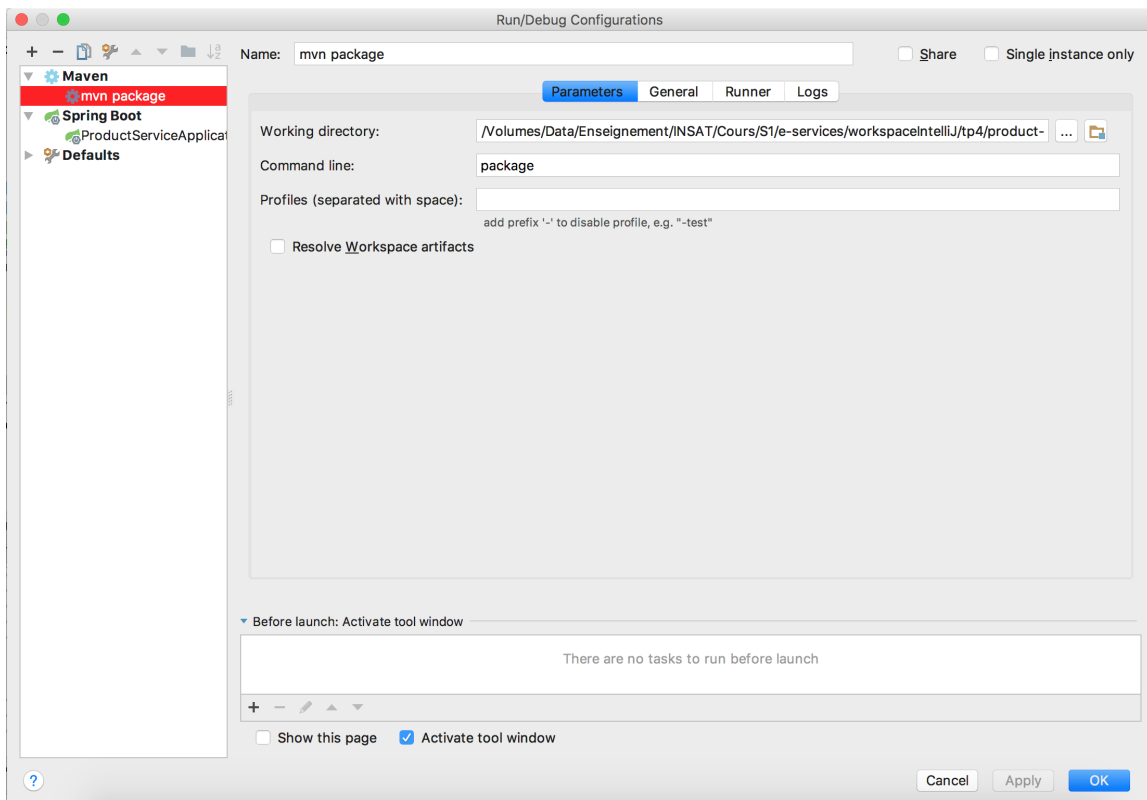 Run/Debug Configurations
Name: mvn package Share Single instance only
Maven
mvn package
Spring Boot
ProductServiceApplicat
Defaults
Parameters General Runner Logs
Working directory: /Volumes/Data/Enseignement/INSAT/Cours/S1/e-services/workspaceIntelliJ/tp4/product- ...
Command line: package
Profiles (separated with space):
add prefix '-' to disable profile, e.g. "-test"
Resolve Workspace artifacts
Before launch: Activate tool window
There are no tasks to run before launch
Show this page Activate tool window
? Cancel Apply OK